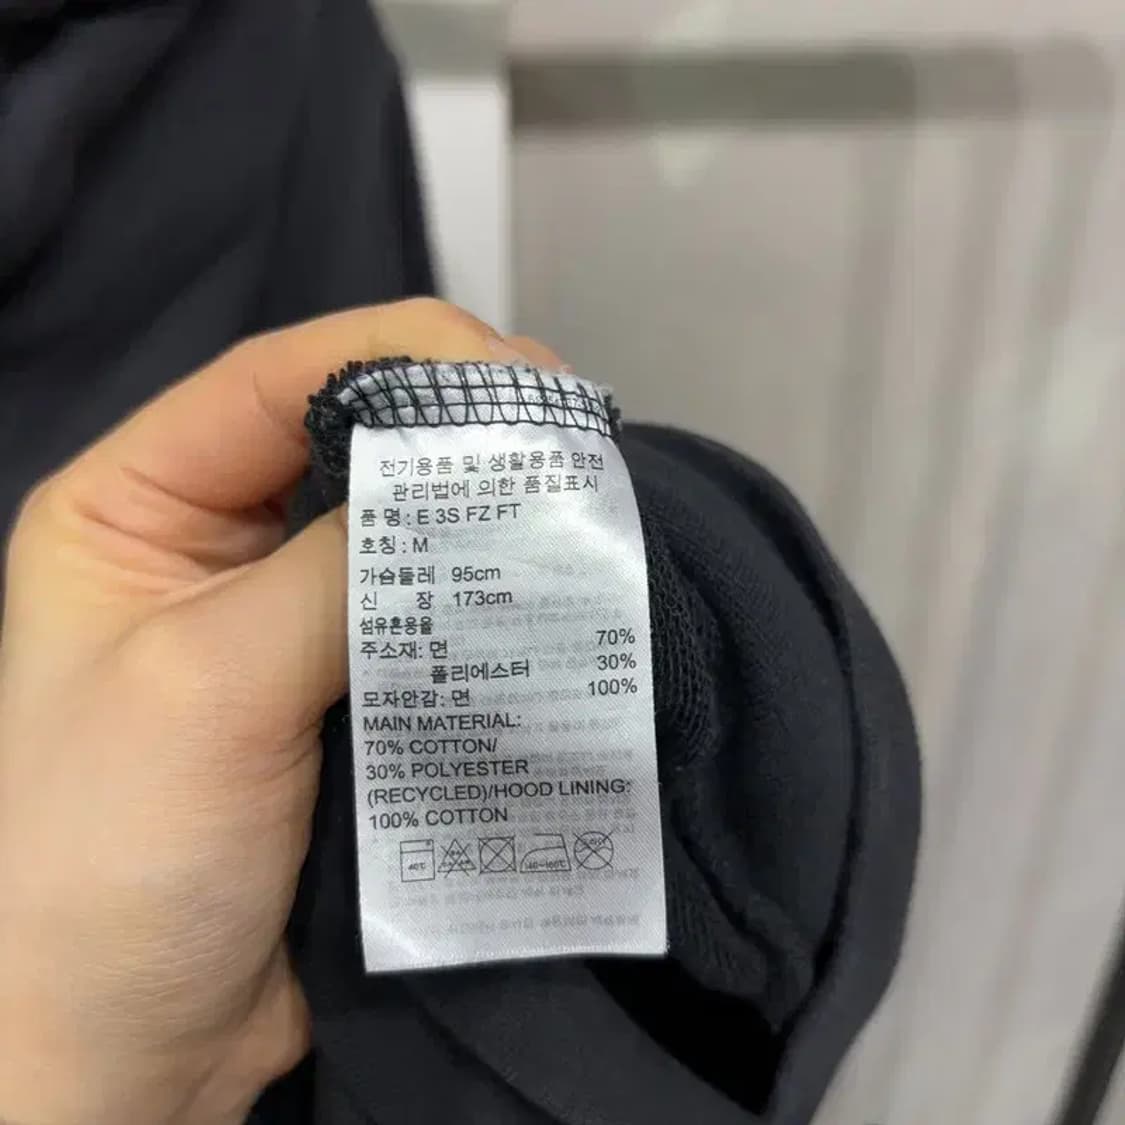 전기용품 및 생활용품 안전
관리법에 의한 품질표시
품 명 : E 3S FZ FT
호칭 : M
가슴둘레 95cm
신 장 173cm
섬유혼용율
주소재: 면 70%
폴리에스터 30%
모자안감: 면 100%
MAIN MATERIAL:
70% COTTON/
30% POLYESTER
(RECYCLED)/HOOD LINING:
100% COTTON
40℃